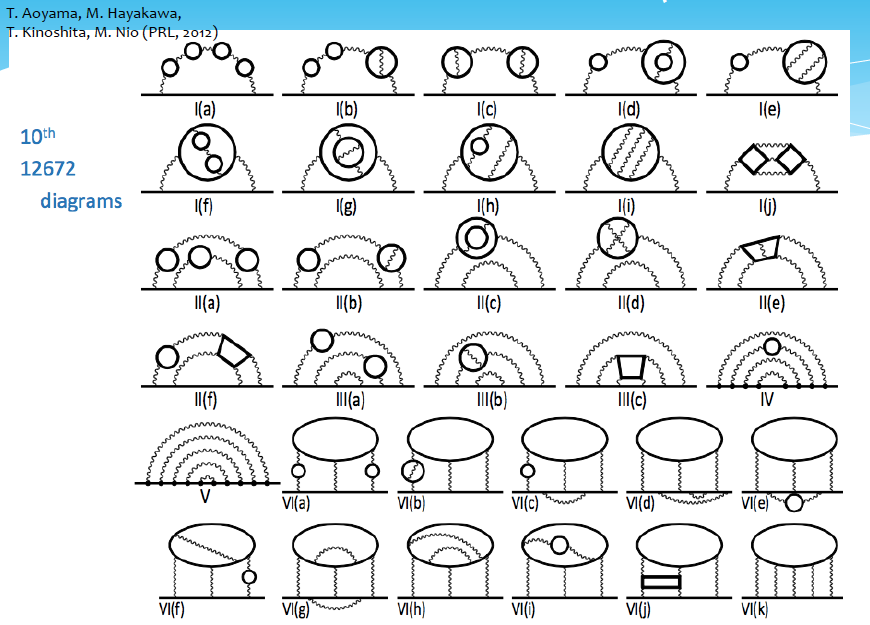 T. Aoyama, M. Hayakawa,
T. Kinoshita, M. Nio (PRL, 2012)
I(a) I(b) I(c) I(d) I(e)
10th
12672
diagrams
I(f) I(g) I(h) I(i) I(j)
II(a) II(b) II(c) II(d) II(e)
II(f) III(a) III(b) III(c) IV
V VI(a) VI(b) VI(c) VI(d) VI(e)
VI(f) VI(g) VI(h) VI(i) VI(j) VI(k)